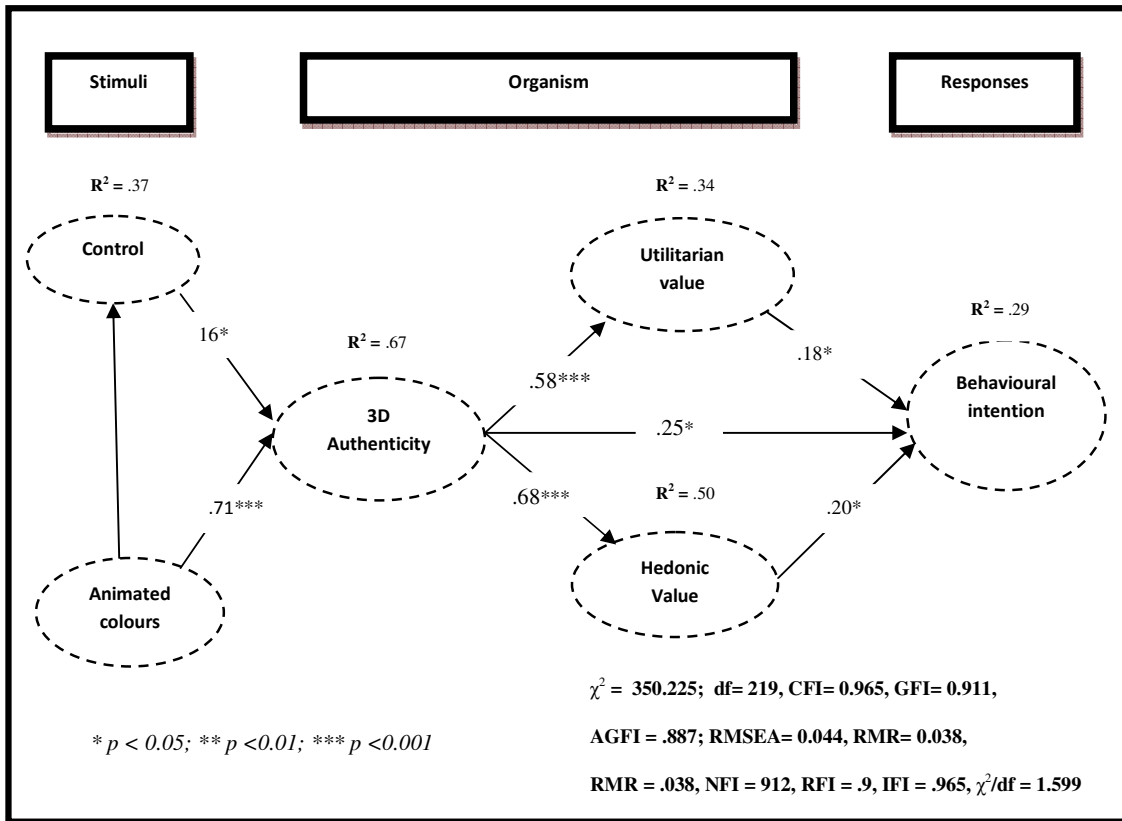 Stimuli
Organism
Responses
R² = .37
R² = .34
Control
Utilitarian
value
R² = .29
16*
R² = .67
.18*
.58***
Behavioural
intention
3D
Authenticity
.25*
.68***
R² = .50
.71***
.20*
Hedonic
Value
Animated
colours
χ² = 350.225; df= 219, CFI= 0.965, GFI= 0.911,
* p < 0.05; ** p <0.01; *** p <0.001
AGFI = .887; RMSEA= 0.044, RMR= 0.038,
RMR = .038, NFI = 912, RFI = .9, IFI = .965, χ²/df = 1.599